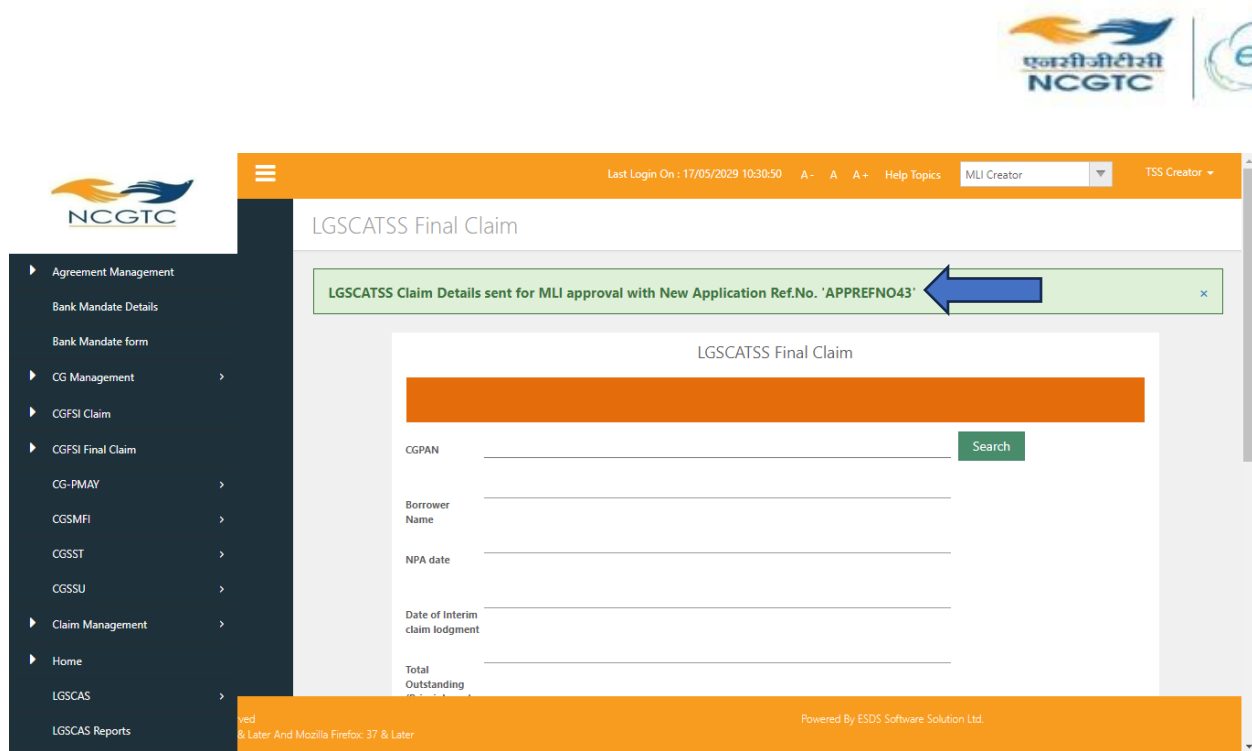 एनसीजीटीसी
NCGTC
e
NCGTC
Last Login On : 17/05/2029 10:30:50 A- A A+ Help Topics MLI Creator TSS Creator
LGSCATSS Final Claim
Agreement Management
Bank Mandate Details
Bank Mandate form
CG Management
CGFSI Claim
CGFSI Final Claim
CG-PMAY
CGSMFI
CGSST
CGSSU
Claim Management
Home
LGSCAS
LGSCAS Reports
LGSCATSS Claim Details sent for MLI approval with New Application Ref.No. 'APPREFNO43' ×
LGSCATSS Final Claim
CGPAN
Search
Borrower
Name
NPA date
Date of Interim
claim lodgment
Total
Outstanding
ved
& Later And Mozilla Firefox: 37 & Later
Powered By ESDS Software Solution Ltd.